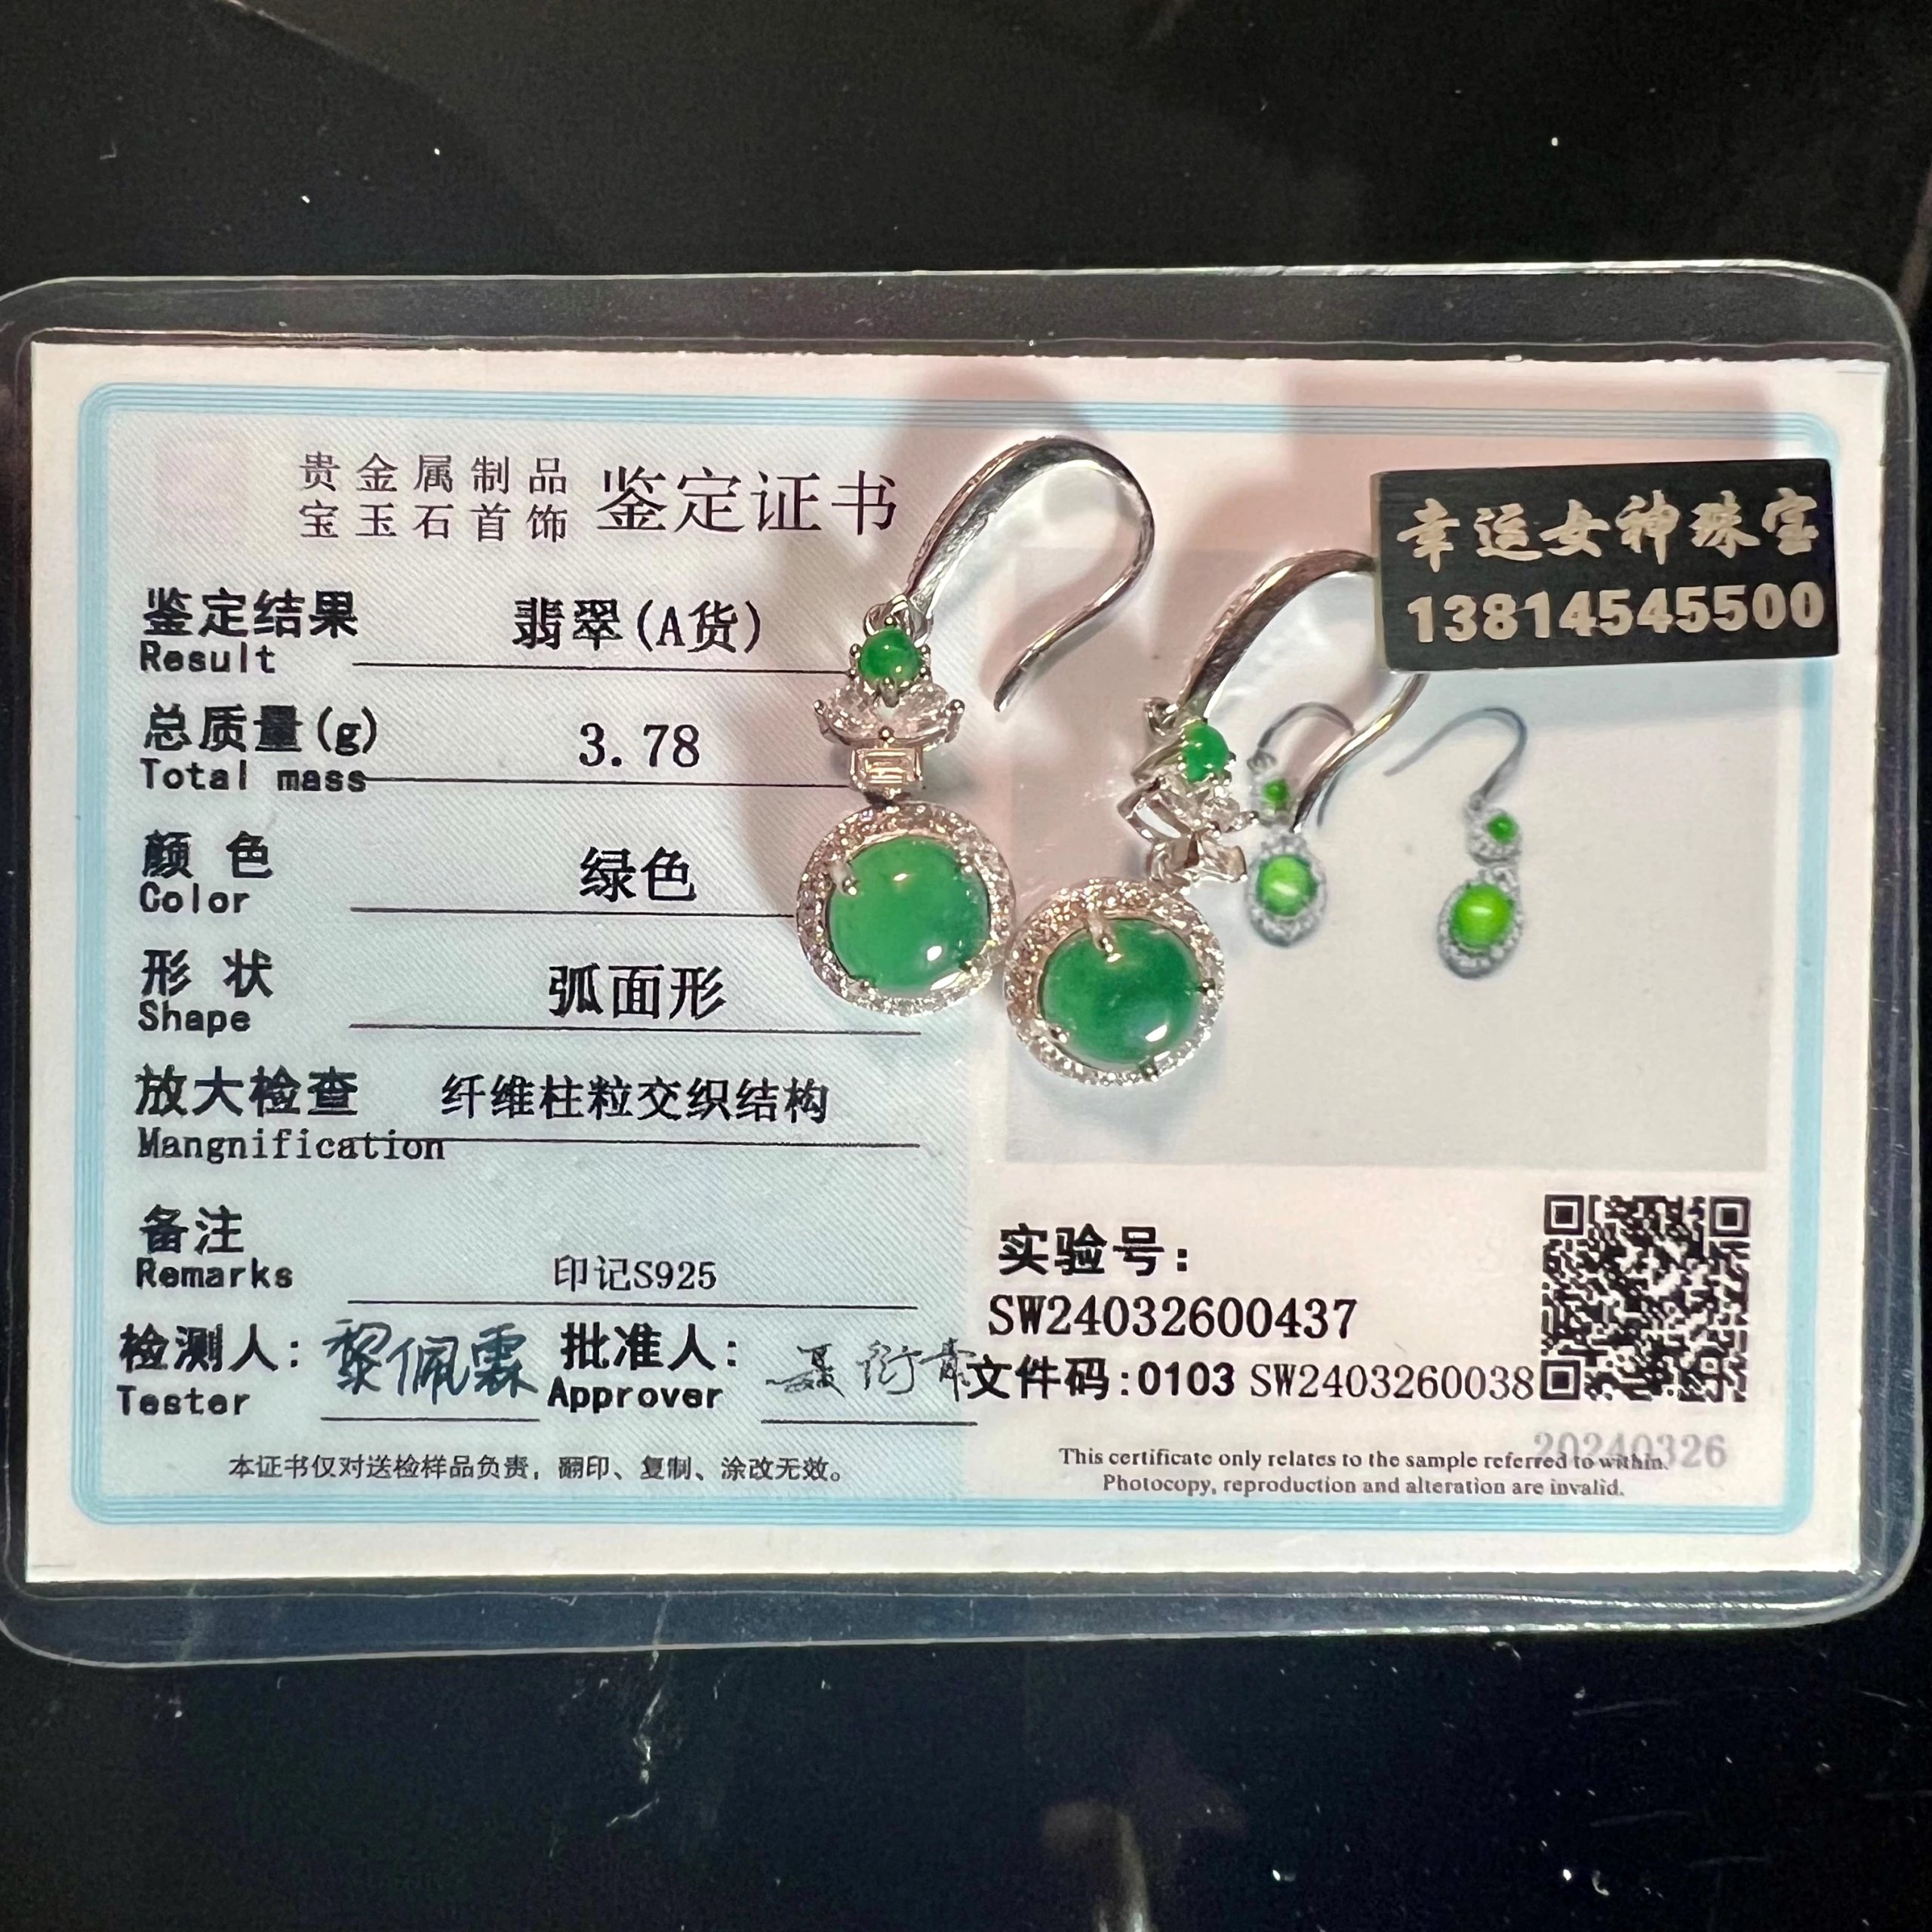 贵金属制品
宝玉石首饰
鉴定证书
幸运女神珠宝
13814545500
鉴定结果 翡翠(A货)
Result
总质量(g) 3.78
Total mass
颜色 绿色
Color
形状 弧面形
Shape
放大检查 纤维柱粒交织结构
Mangnification
备注
Remarks 印记S925
检测人: 黎佩霖 批准人:
Tester Approver
实验号:
SW24032600437
文件码:0103 SW2403260038
20240326
本证书仅对送检样品负责，翻印、复制、涂改无效。
This certificate only relates to the sample referred to within.
Photocopy, reproduction and alteration are invalid.